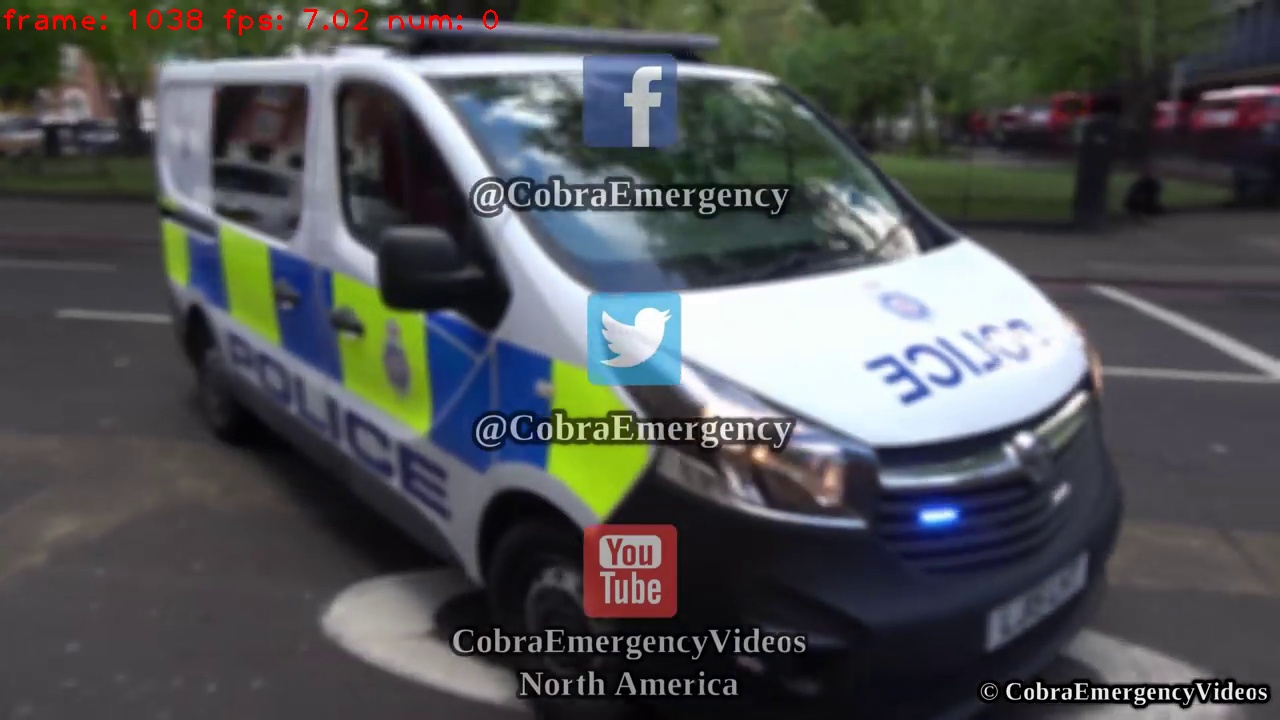 frame: 1038 fps: 7.02 num: 0
f
@CobraEmergency
POLICE
@CobraEmergency
POLICE
You
Tube
CobraEmergencyVideos
North America
© CobraEmergencyVideos